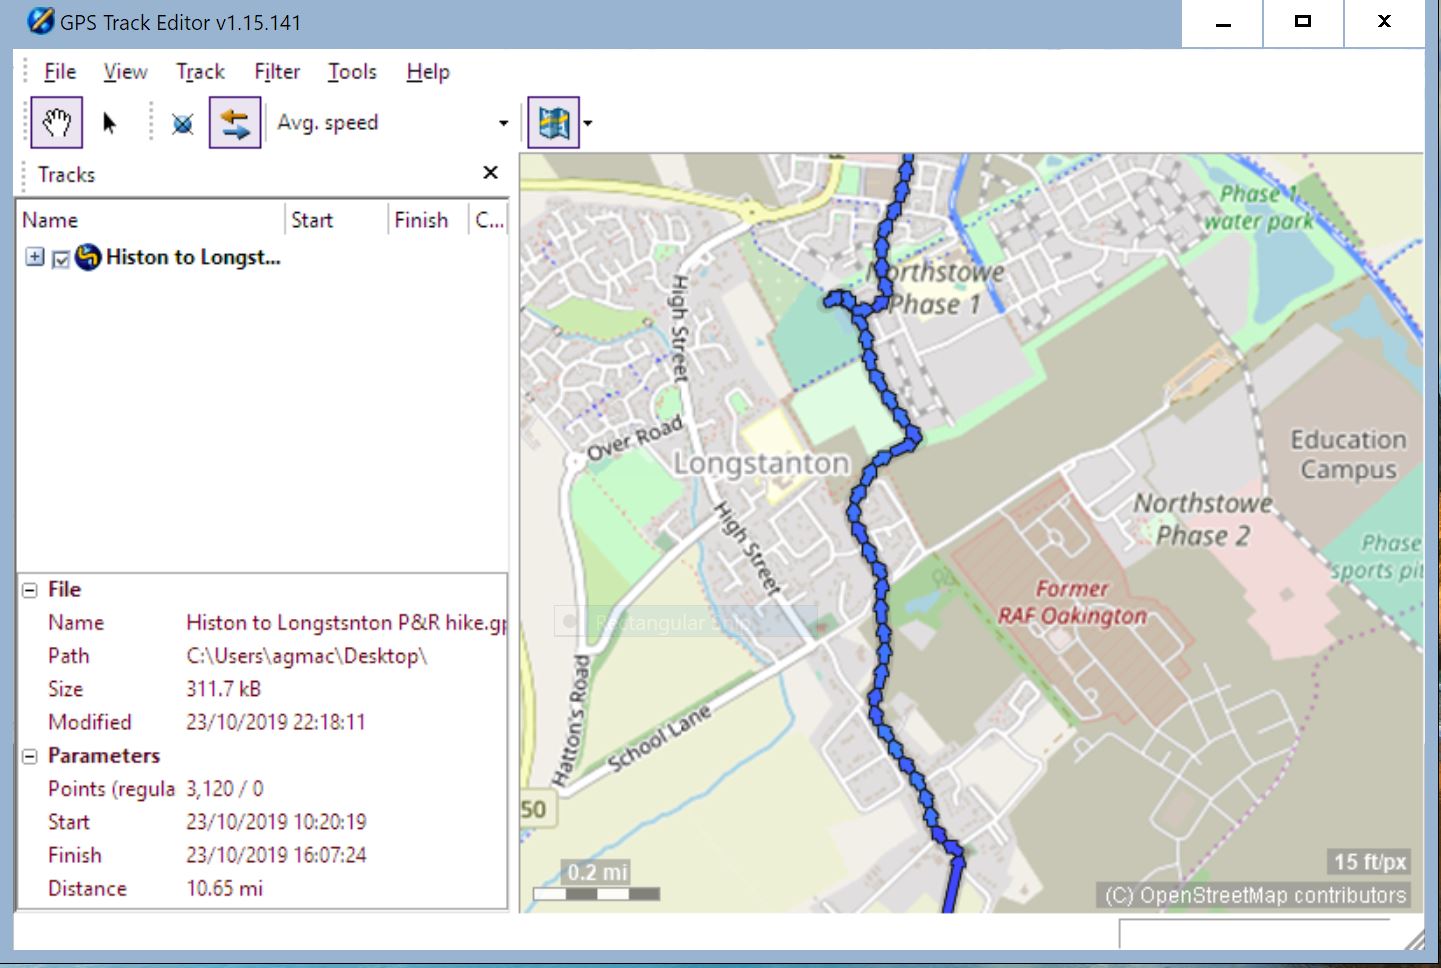 GPS Track Editor v1.15.141
File View Track Filter Tools Help
Avg. speed
Tracks
Name Start Finish C...
Histon to Longst...
File
Name Histon to Longstsnton P&R hike.gp
Path C:\Users\agmac\Desktop\
Size 311.7 kB
Modified 23/10/2019 22:18:11
Parameters
Points (regula 3,120 / 0
Start 23/10/2019 10:20:19
Finish 23/10/2019 16:07:24
Distance 10.65 mi
Phase 1
water park
Northstowe
Phase 1
High Street
Over Road
Longstanton
Education
Campus
Northstowe
Phase 2
High Street
Phase
sports pit
Former
RAF Oakington
Rectangular Snip
Hatton's Road
School Lane
50
0.2 mi
15 ft/px
(C) OpenStreetMap contributors